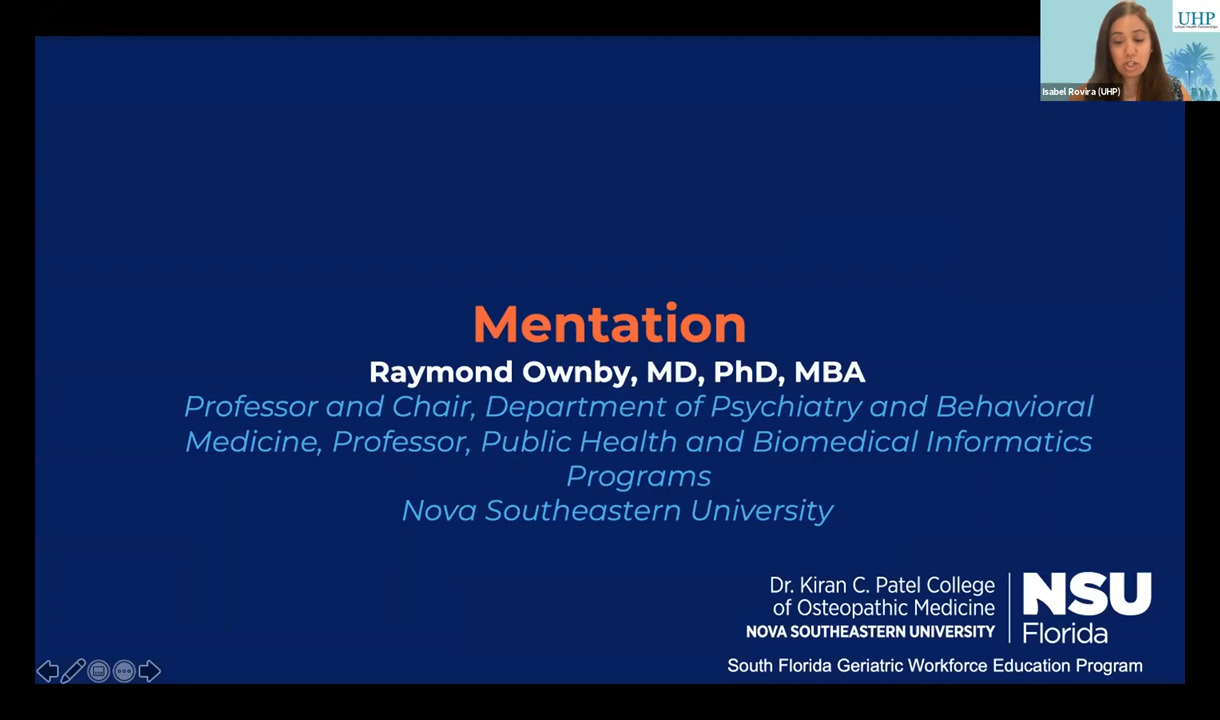 UHP
Isabel Rovira (UHP)
Mentation
Raymond Ownby, MD, PhD, MBA
Professor and Chair, Department of Psychiatry and Behavioral
Medicine, Professor, Public Health and Biomedical Informatics
Programs
Nova Southeastern University
Dr. Kiran C. Patel College
of Osteopathic Medicine
NOVA SOUTHEASTERN UNIVERSITY
NSU
Florida
South Florida Geriatric Workforce Education Program